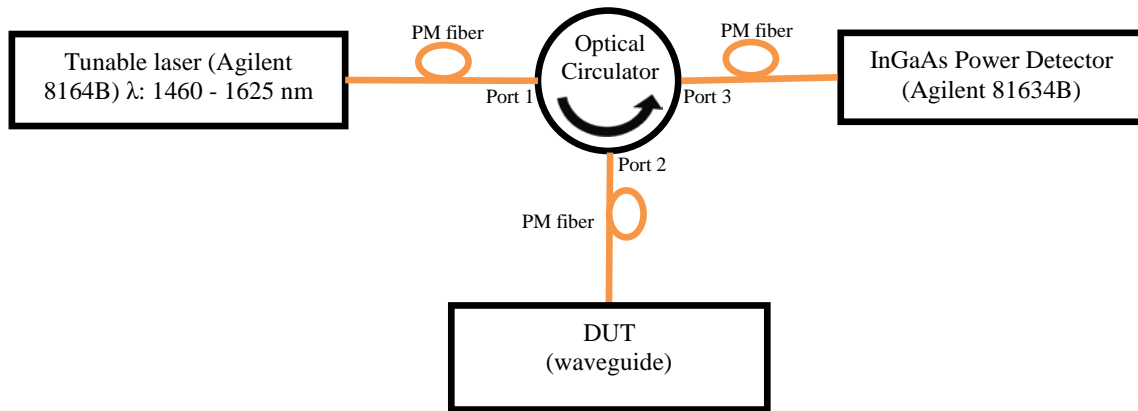 PM fiber
Tunable laser (Agilent
8164B) λ: 1460 - 1625 nm
Port 1
Optical
Circulator
PM fiber
Port 3
InGaAs Power Detector
(Agilent 81634B)
Port 2
PM fiber
DUT
(waveguide)